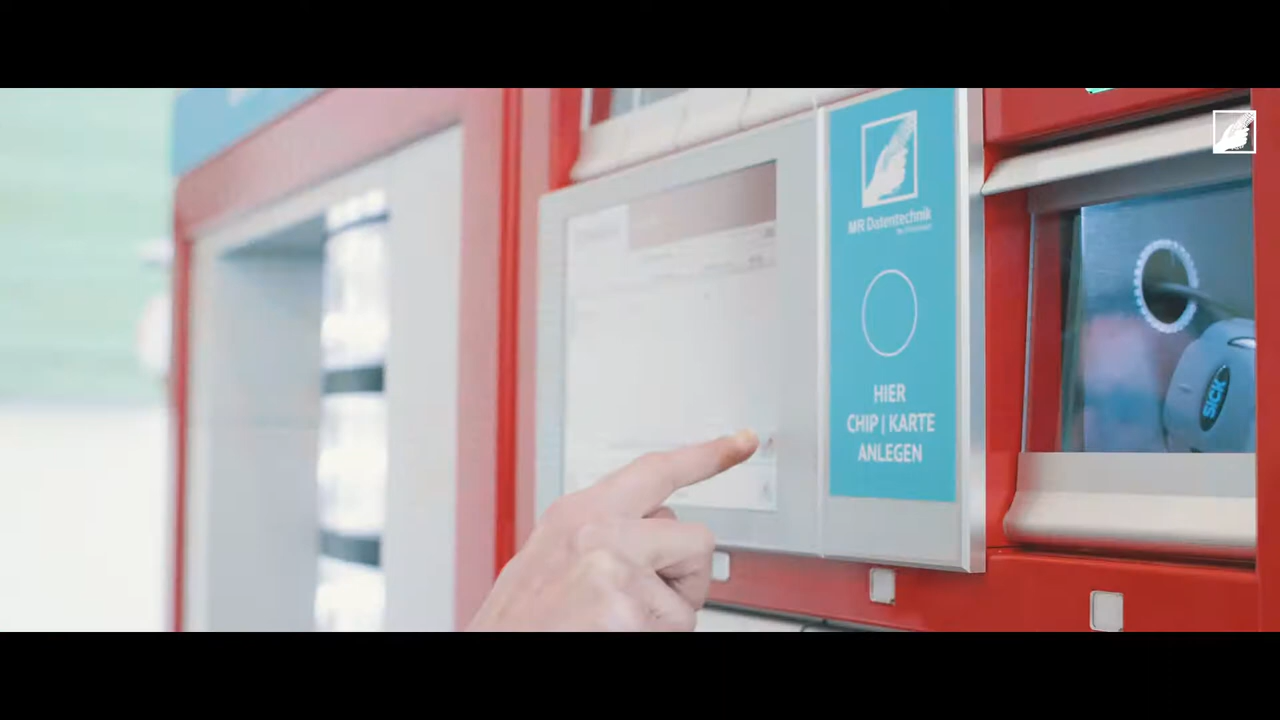 MR Datentechnik
HIER
CHIP | KARTE
ANLEGEN
SICK